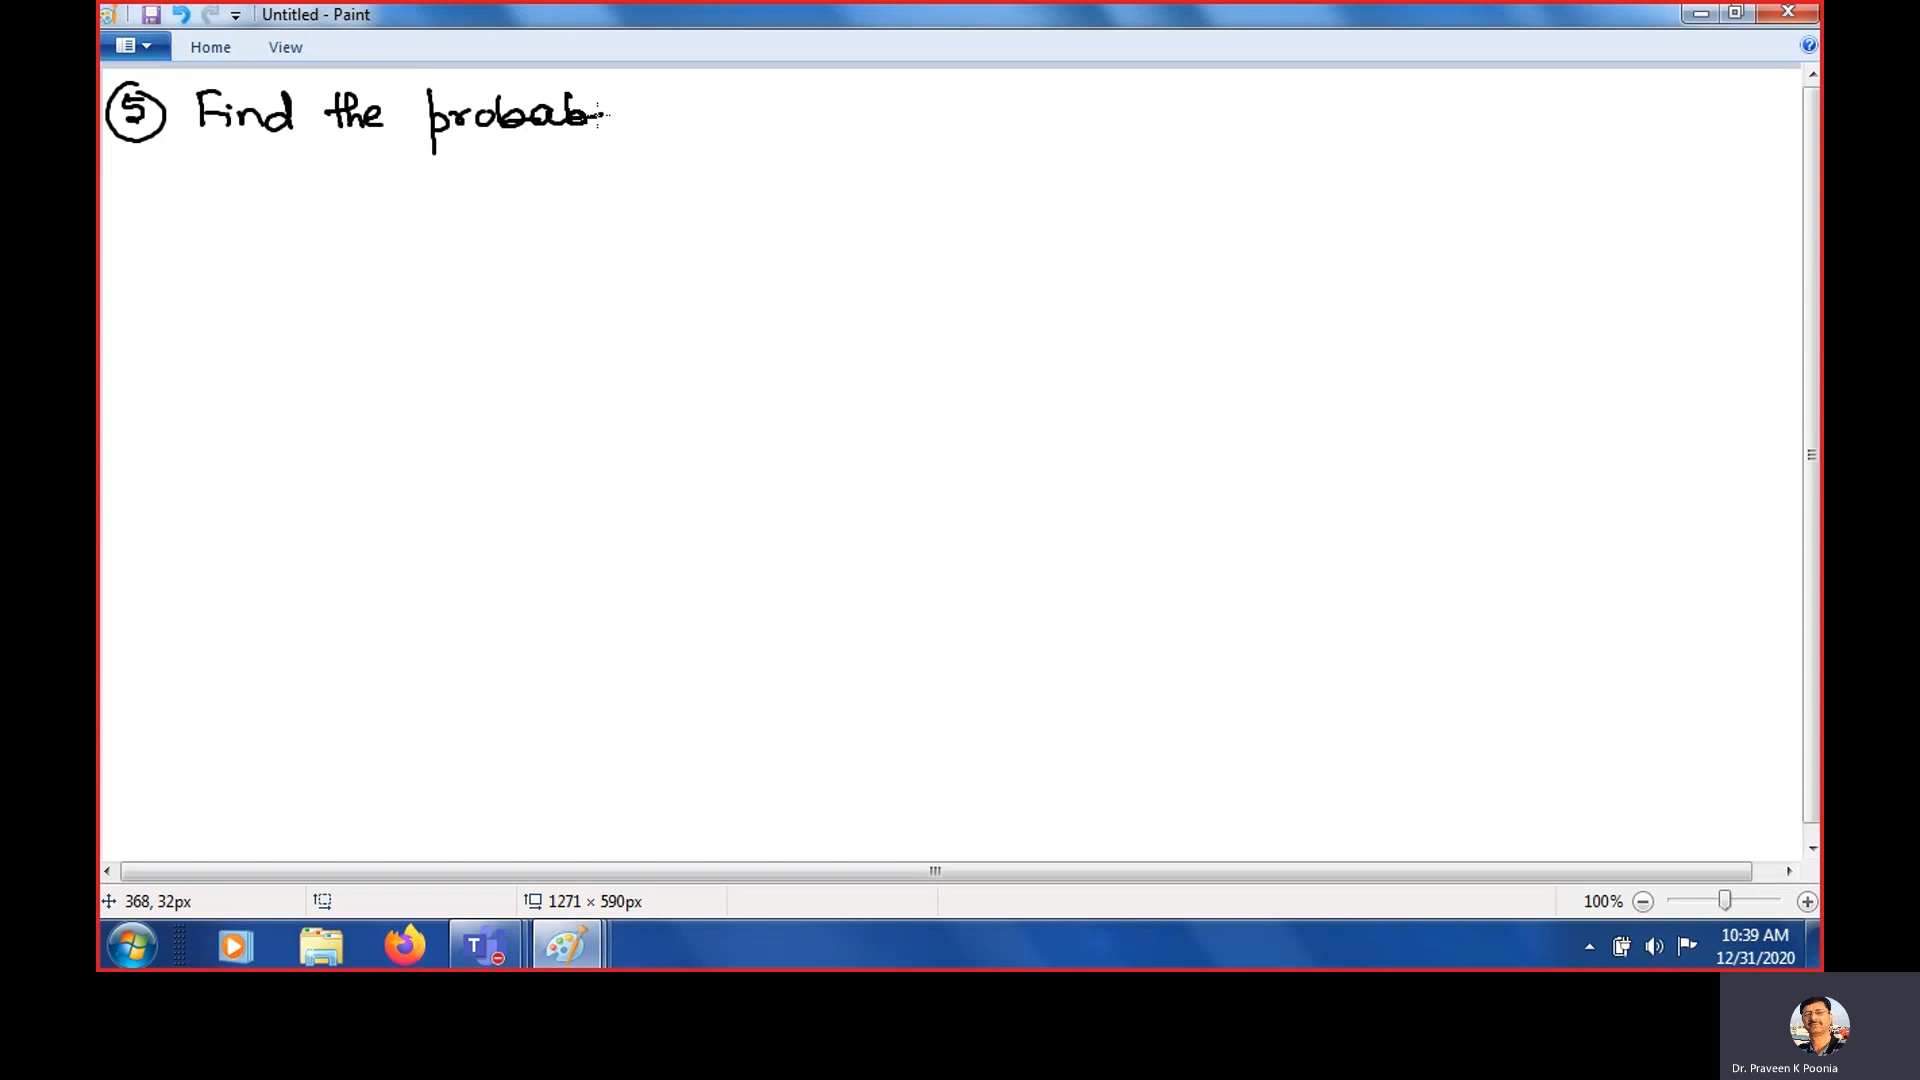 Untitled - Paint
Home View
5 Find the probab
368, 32px
1271 × 590px
100%
T
10:39 AM
12/31/2020
Dr. Praveen K Poonia